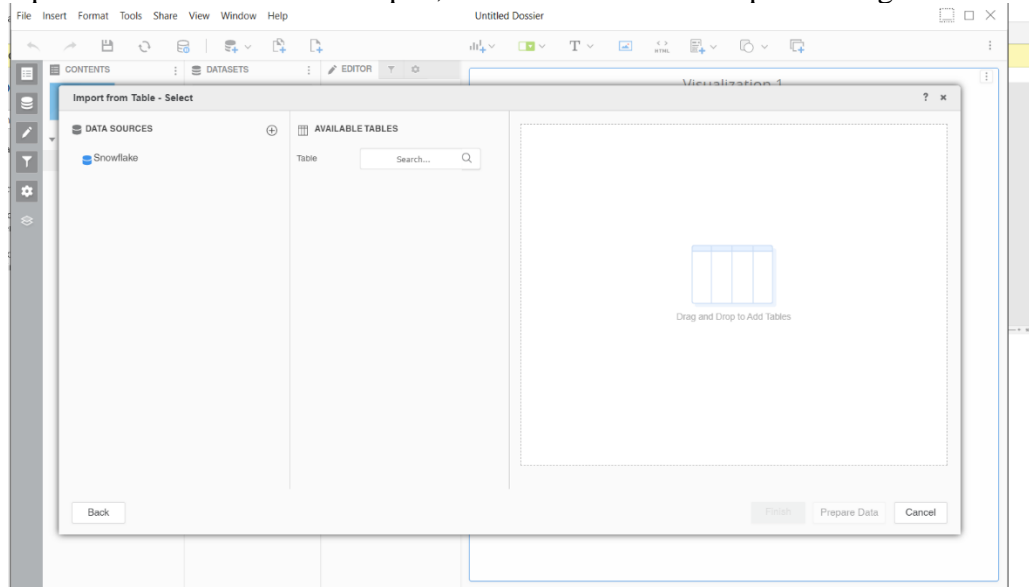 File Insert Format Tools Share View Window Help Untitled Dossier
HTML
CONTENTS DATASETS EDITOR
Visualization 1
Import from Table - Select ? ×
DATA SOURCES AVAILABLE TABLES
Snowflake Table Search...
Drag and Drop to Add Tables
Back Finish Prepare Data Cancel